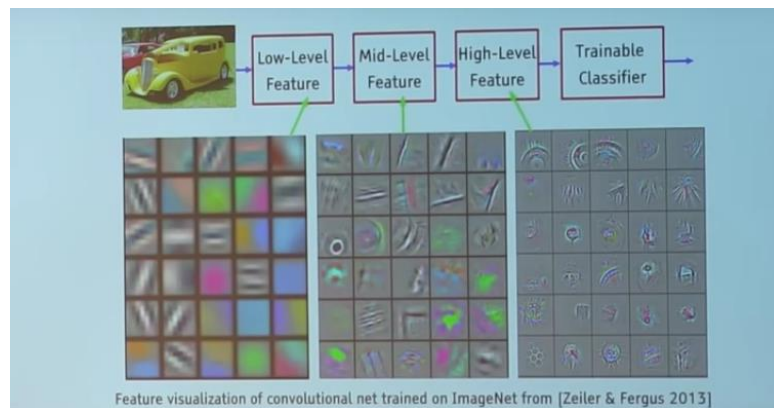 Low-Level
Feature
Mid-Level
Feature
High-Level
Feature
Trainable
Classifier
Feature visualization of convolutional net trained on ImageNet from [Zeiler & Fergus 2013]